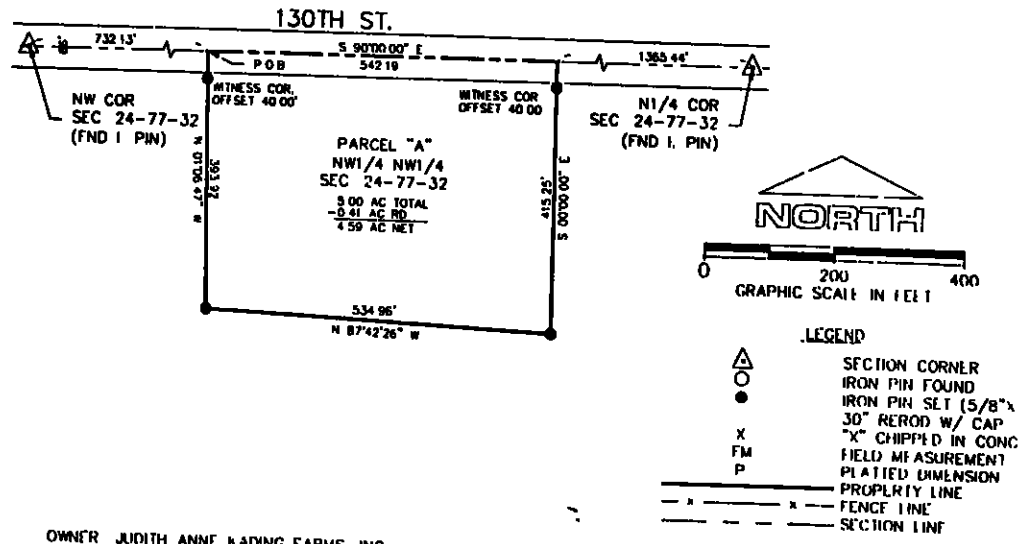 130TH ST.
732 13'
S 90'00'00" E
1365 44'
P O B
542 19
NW COR
SEC 24-77-32
(FND I PIN)
WITNESS COR.
OFFSET 40 00'
WITNESS COR
OFFSET 40 00
N1/4 COR
SEC 24-77-32
(FND I. PIN)
PARCEL "A"
NW1/4 NW1/4
SEC 24-77-32
5 00 AC TOTAL
-0 41 AC RD
4 59 AC NET
N 01'06 47" W
393 92
415 25'
S 00'00 00" E
534 96'
N 87'42'26" W
NORTH
0 200 400
GRAPHIC SCALE IN FEET
LEGEND
SECTION CORNER
IRON PIN FOUND
IRON PIN SET (5/8"x
30" REROD W/ CAP
X "X" CHIPPED IN CONC
FM FIELD MEASUREMENT
P PLATTED DIMENSION
PROPERTY LINE
x x FENCE LINE
SECTION LINE
OWNER JUDITH ANNE KADING FARMS, INC